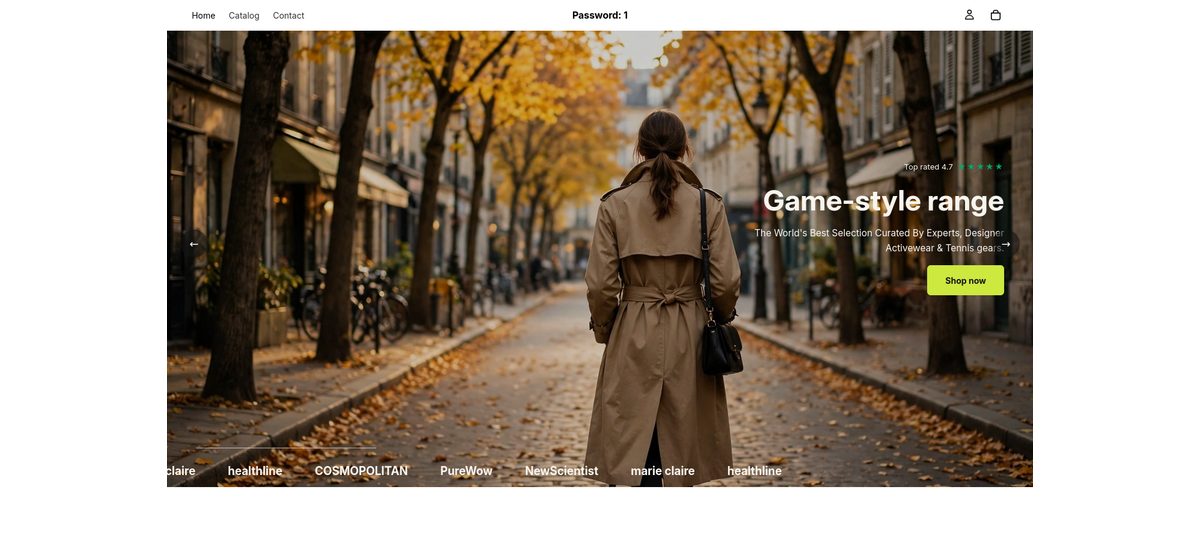 Home Catalog Contact Password: 1
Top rated 4.7
Game-style range
The World's Best Selection Curated By Experts, Designer
Activewear & Tennis gears.
Shop now
claire healthline COSMOPOLITAN PureWow NewScientist marie claire healthline